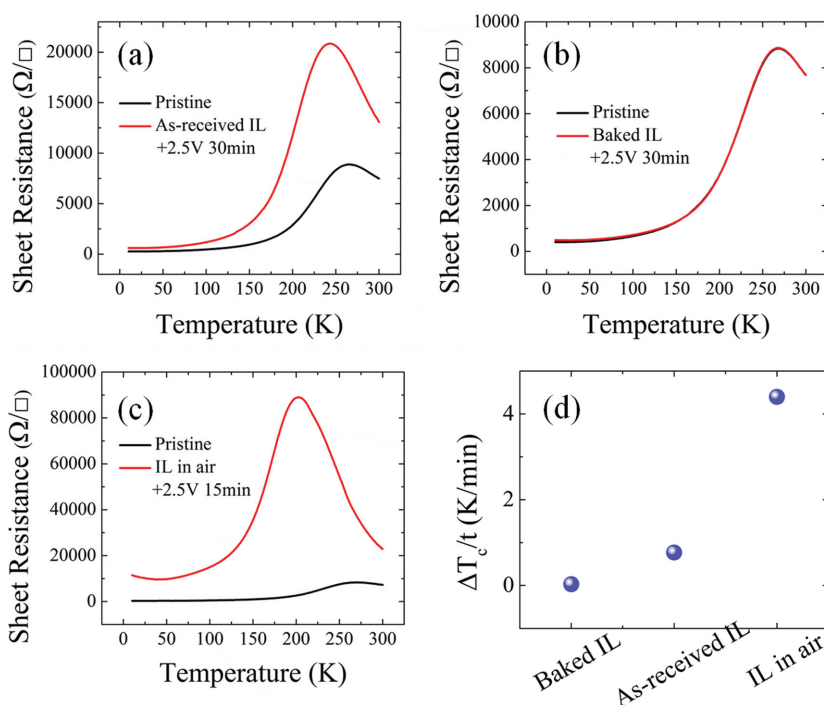 (a)
Sheet Resistance (Ω/□)
20000
15000
10000
5000
0
Pristine
As-received IL
+2.5V 30min
0 50 100 150 200 250 300
Temperature (K)
(b)
Sheet Resistance (Ω/□)
10000
8000
6000
4000
2000
0
Pristine
Baked IL
+2.5V 30min
0 50 100 150 200 250 300
Temperature (K)
(c)
Sheet Resistance (Ω/□)
100000
80000
60000
40000
20000
0
Pristine
IL in air
+2.5V 15min
0 50 100 150 200 250 300
Temperature (K)
(d)
ΔT_c/t (K/min)
4
2
0
Baked IL
As-received IL
IL in air